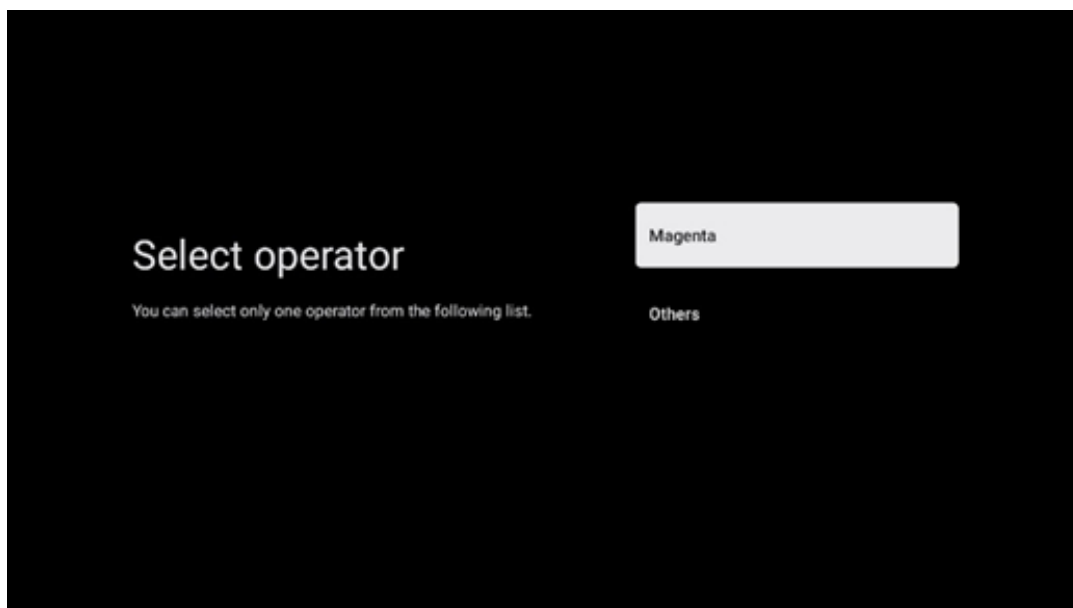 Select operator
You can select only one operator from the following list.
Magenta
Others